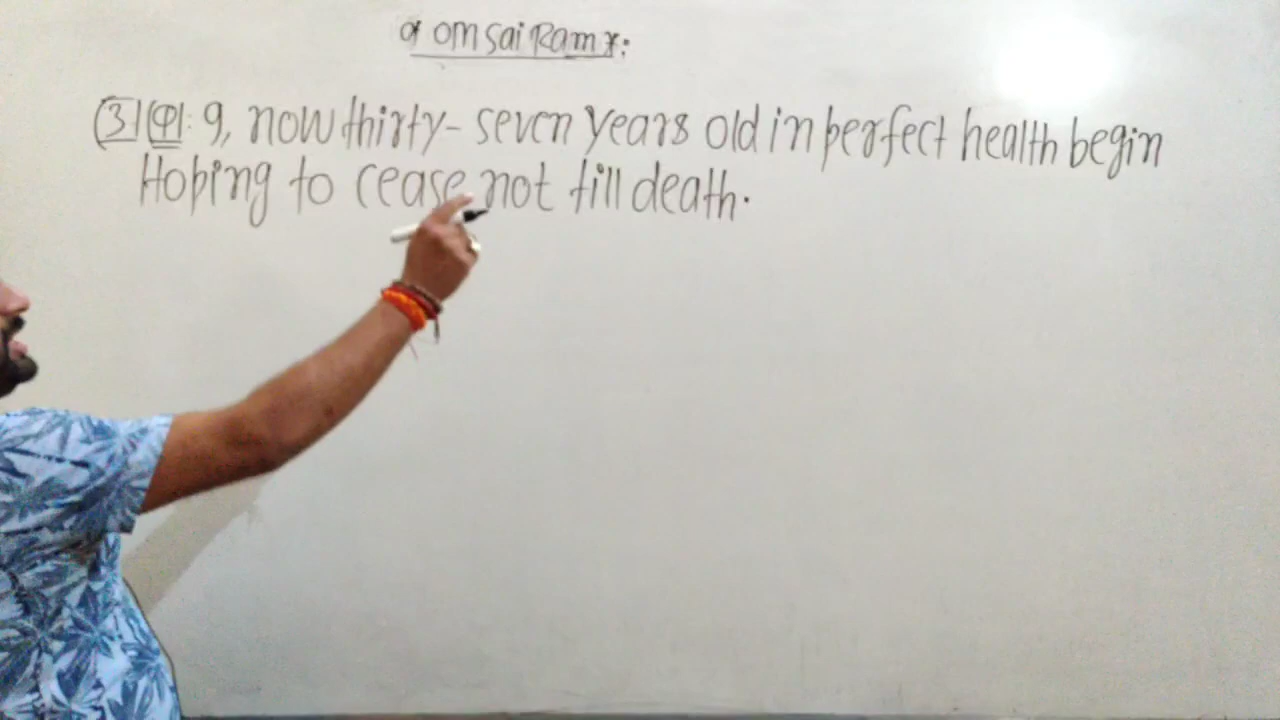 * om sai Ram *:
(3) (Q): 9, now thirty-seven years old in perfect health begin
Hoping to cease not till death.